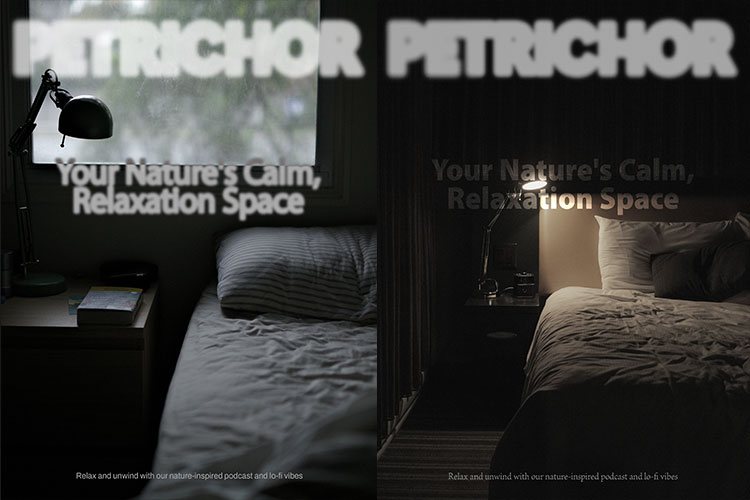 PETRICHOR
Your Nature's Calm,
Relaxation Space
Relax and unwind with our nature-inspired podcast and lo-fi vibes
PETRICHOR
Your Nature's Calm,
Relaxation Space
Relax and unwind with our nature-inspired podcast and lo-fi vibes